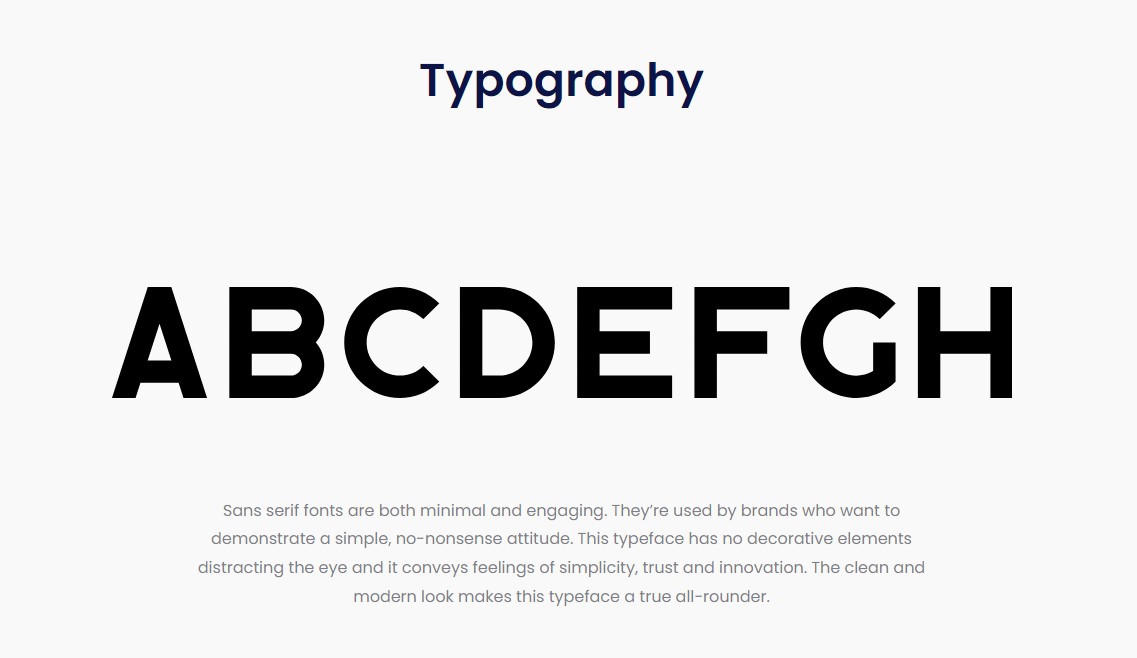 Typography
ABCDEFGH
Sans serif fonts are both minimal and engaging. They’re used by brands who want to
demonstrate a simple, no-nonsense attitude. This typeface has no decorative elements
distracting the eye and it conveys feelings of simplicity, trust and innovation. The clean and
modern look makes this typeface a true all-rounder.